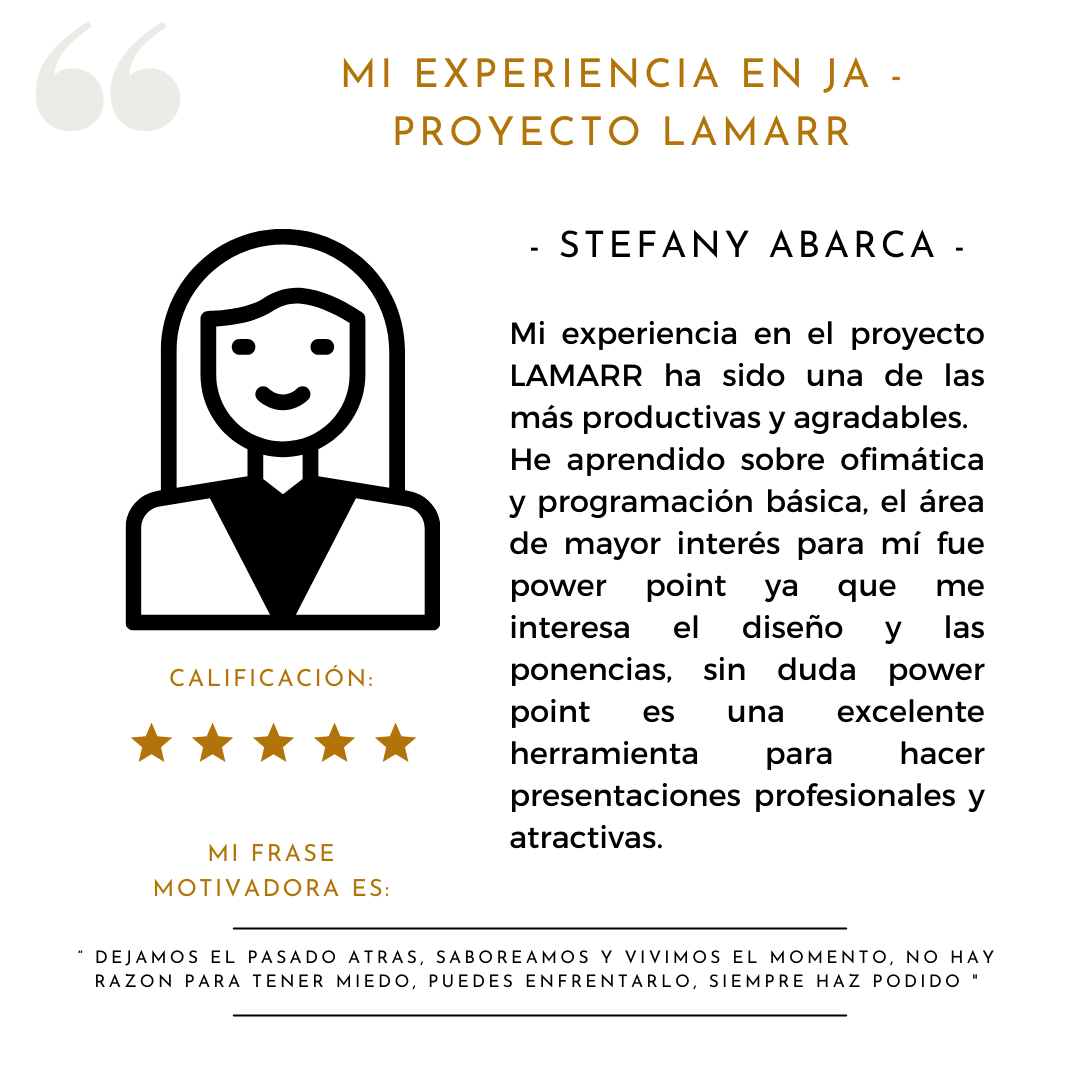 MI EXPERIENCIA EN JA -
PROYECTO LAMARR
- STEFANY ABARCA -
Mi experiencia en el proyecto
LAMARR ha sido una de las
más productivas y agradables.
He aprendido sobre ofimática
y programación básica, el área
de mayor interés para mí fue
power point ya que me
interesa el diseño y las
ponencias, sin duda power
point es una excelente
herramienta para hacer
presentaciones profesionales y
atractivas.
CALIFICACIÓN:
MI FRASE
MOTIVADORA ES:
“ DEJAMOS EL PASADO ATRAS, SABOREAMOS Y VIVIMOS EL MOMENTO, NO HAY
RAZON PARA TENER MIEDO, PUEDES ENFRENTARLO, SIEMPRE HAZ PODIDO "